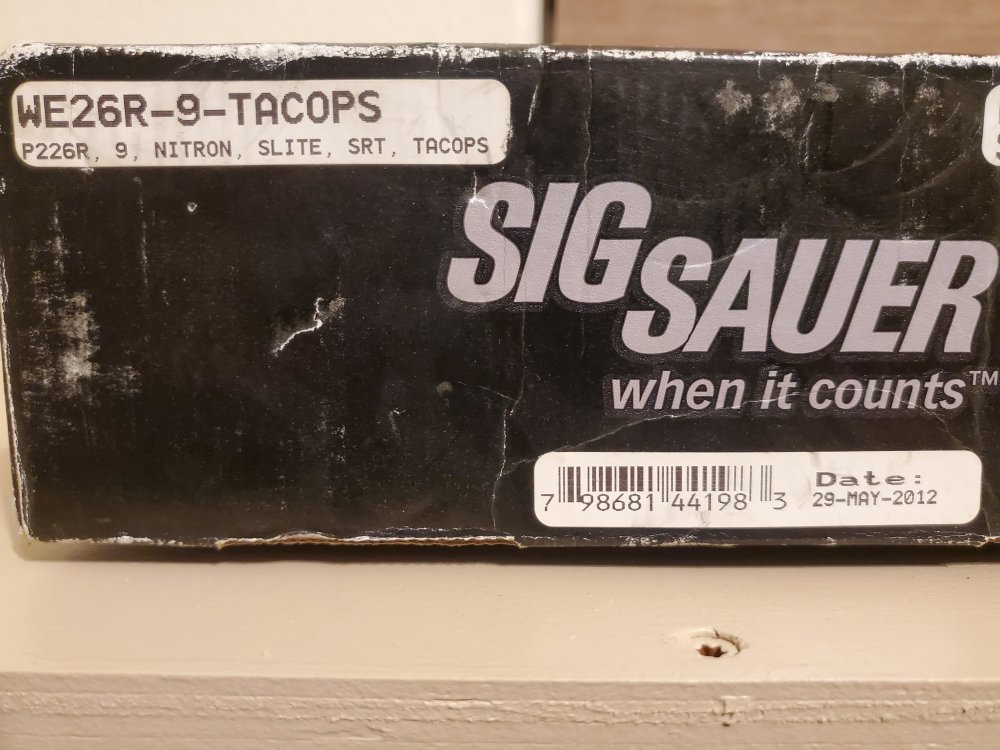 WE26R-9-TACOPS
P226R, 9, NITRON, SLITE, SRT, TACOPS
SIG SAUER
when it counts™
7 98681 44198 3
Date:
29-MAY-2012